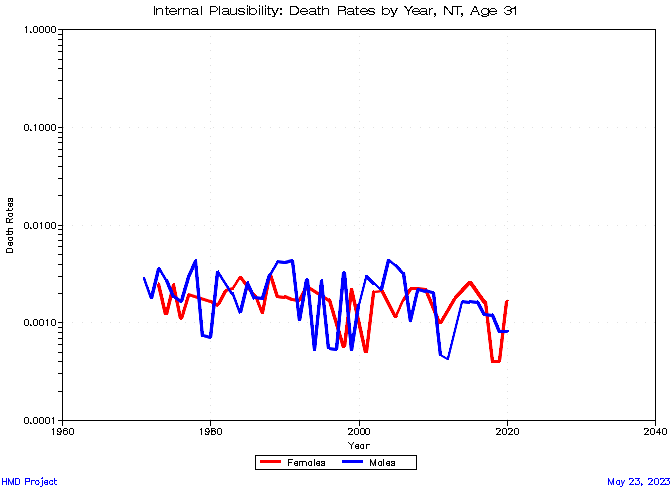 Internal Plausibility: Death Rates by Year, NT, Age 31
1.0000
0.1000
0.0100
0.0010
0.0001
Death Rates
1960
1980
2000
2020
2040
Year
Females
Males
HMD Project
May 23, 2023